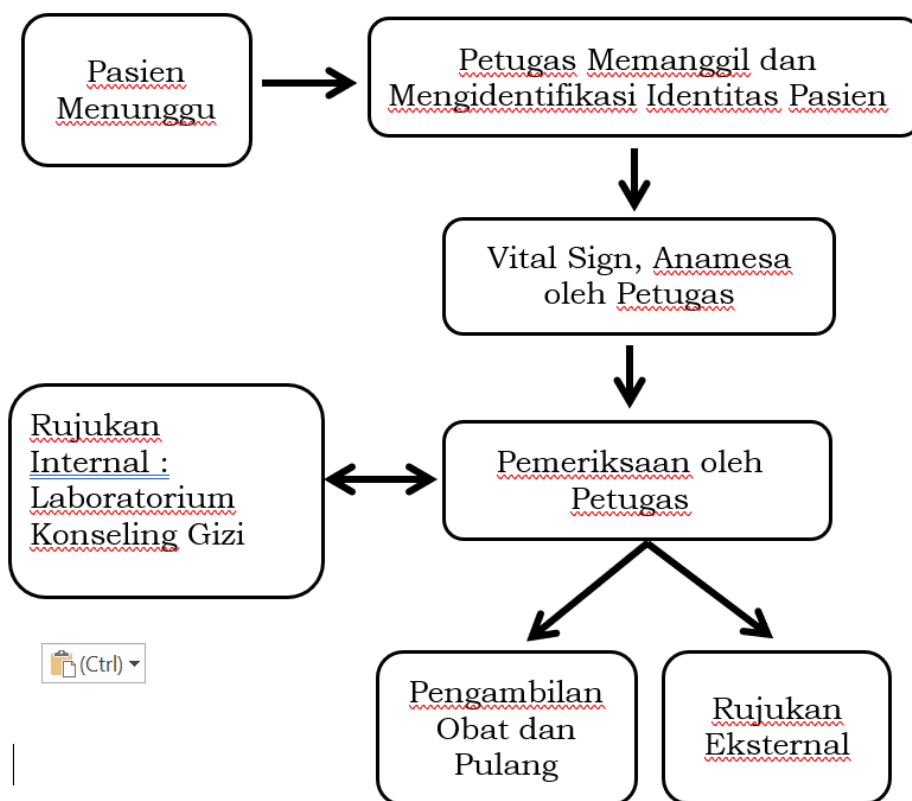 Pasien
Menunggu
Petugas Memanggil dan
Mengidentifikasi Identitas Pasien
Vital Sign, Anamesa
oleh Petugas
Rujukan
Internal :
Laboratorium
Konseling Gizi
Pemeriksaan oleh
Petugas
(Ctrl)
Pengambilan
Obat dan
Pulang
Rujukan
Eksternal